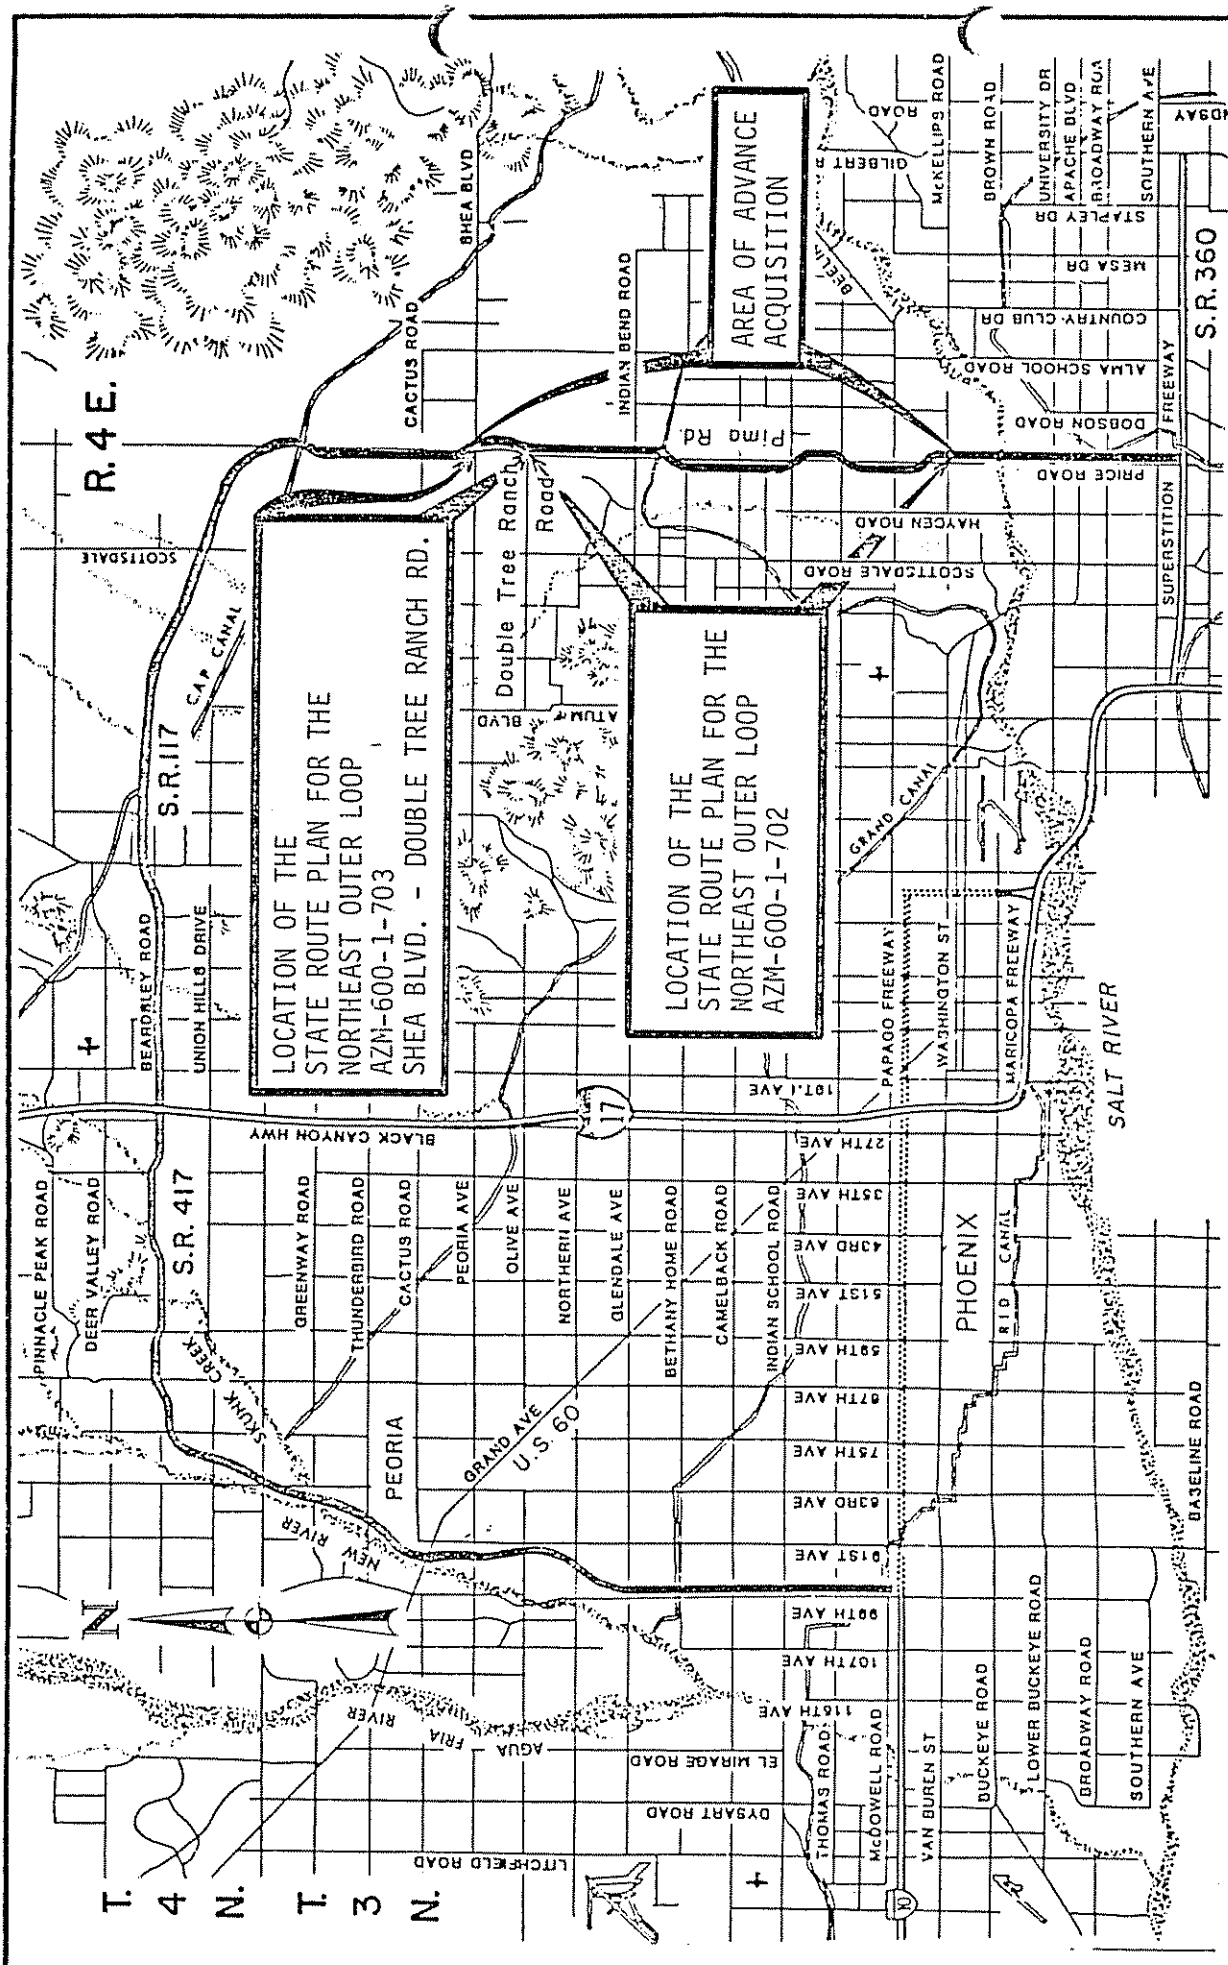 T.
4
N.
T.
3
N.
R. 4 E.
N
PINNACLE PEAK ROAD
DEER VALLEY ROAD
BEARDSLEY ROAD
UNION HILLS DRIVE
S.R. 417
S.R. 117
CAP CANAL
SCOTTSDALE
SKUNK CREEK
GREENWAY ROAD
THUNDERBIRD ROAD
CACTUS ROAD
PEORIA AVE
OLIVE AVE
NORTHERN AVE
GLENDALE AVE
BETHANY HOME ROAD
CAMELBACK ROAD
INDIAN SCHOOL ROAD
PEORIA
GRAND AVE
U.S. 60
NEW
RIVER
AGUA
FRIA
RIVER
BLACK CANYON HWY
17
LOCATION OF THE
STATE ROUTE PLAN FOR THE
NORTHEAST OUTER LOOP
AZM-600-1-703
SHEA BLVD. - DOUBLE TREE RANCH RD.
CACTUS ROAD
SHEA BLVD
Double Tree Ranch
Road
BLVD
TATUM
INDIAN BEND ROAD
Pima Rd.
AREA OF ADVANCE
ACQUISITION
LOCATION OF THE
STATE ROUTE PLAN FOR THE
NORTHEAST OUTER LOOP
AZM-600-1-702
LITCHFIELD ROAD
DYSART ROAD
EL MIRAGE ROAD
115TH AVE
107TH AVE
99TH AVE
91ST AVE
83RD AVE
75TH AVE
67TH AVE
59TH AVE
51ST AVE
43RD AVE
35TH AVE
27TH AVE
19TH AVE
SCOTTSDALE ROAD
HAYDEN ROAD
GILBERT R
ROAD
BEELIN
THOMAS ROAD
McDOWELL ROAD
10
VAN BUREN ST
BUCKEYE ROAD
LOWER BUCKEYE ROAD
BROADWAY ROAD
SOUTHERN AVE
BASELINE ROAD
PHOENIX
RID CANAL
PAPAGO FREEWAY
WASHINGTON ST
MARICOPA FREEWAY
SALT RIVER
GRAND CANAL
McKELLIPS ROAD
BROWN ROAD
UNIVERSITY DR
APACHE BLVD
BROADWAY ROA
SOUTHERN AVE
PRICE ROAD
DOBSON ROAD
ALMA SCHOOL ROAD
COUNTRY CLUB DR
MESA DR
STAPLEY DR
NDSAY
SUPERSTITION FREEWAY
S.R. 360